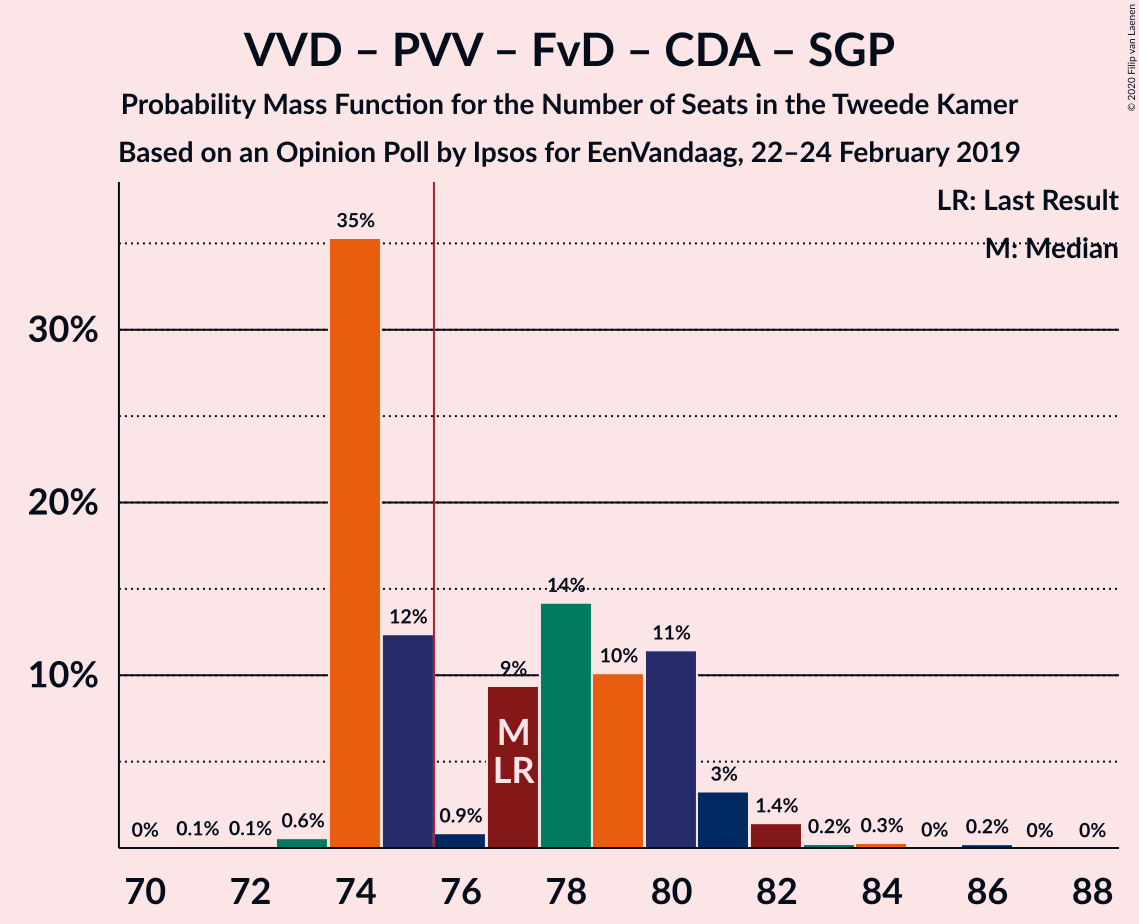 VVD – PVV – FvD – CDA – SGP
Probability Mass Function for the Number of Seats in the Tweede Kamer
Based on an Opinion Poll by Ipsos for EenVandaag, 22–24 February 2019
© 2020 Filip van Laenen
LR: Last Result
M: Median
30%
20%
10%
0%
0.1%
0.1%
0.6%
35%
12%
0.9%
9%
14%
10%
11%
3%
1.4%
0.2%
0.3%
0%
0.2%
0%
0%
M
LR
70 72 74 76 78 80 82 84 86 88